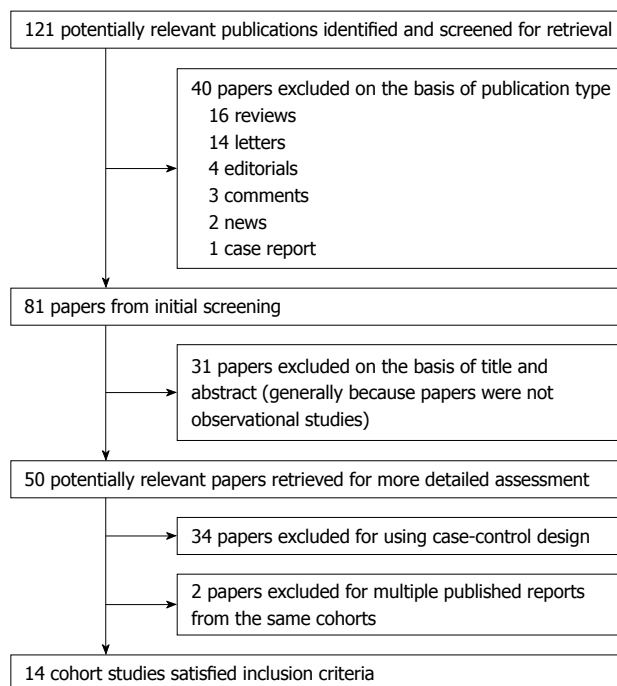 121 potentially relevant publications identified and screened for retrieval
40 papers excluded on the basis of publication type
16 reviews
14 letters
4 editorials
3 comments
2 news
1 case report
81 papers from initial screening
31 papers excluded on the basis of title and
abstract (generally because papers were not
observational studies)
50 potentially relevant papers retrieved for more detailed assessment
34 papers excluded for using case-control design
2 papers excluded for multiple published reports
from the same cohorts
14 cohort studies satisfied inclusion criteria